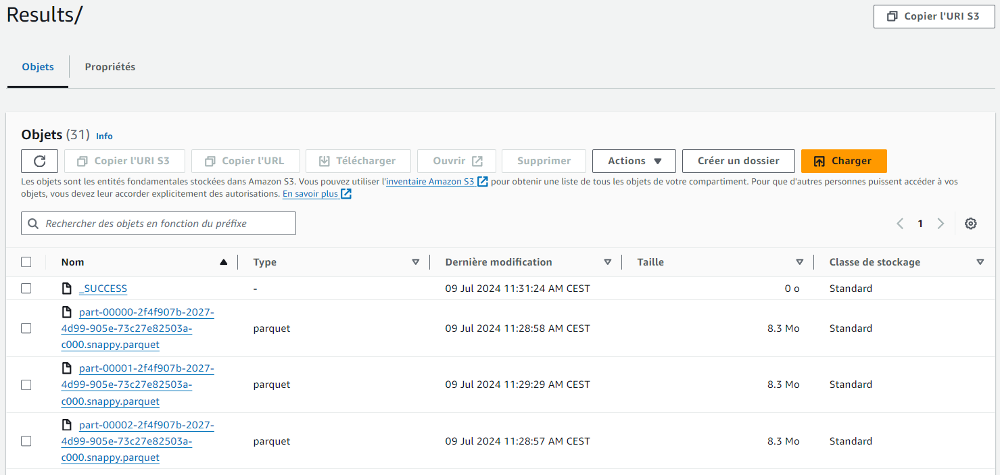 Results/
Copier l'URI S3
Objets
Propriétés
Objets (31) Info
Copier l'URI S3
Copier l'URL
Télécharger
Ouvrir
Supprimer
Actions
Créer un dossier
Charger
Les objets sont les entités fondamentales stockées dans Amazon S3. Vous pouvez utiliser l'inventaire Amazon S3 pour obtenir une liste de tous les objets de votre compartiment. Pour que d'autres personnes puissent accéder à vos
objets, vous devez leur accorder explicitement des autorisations. En savoir plus
Rechercher des objets en fonction du préfixe
1
Nom Type Dernière modification Taille Classe de stockage
_SUCCESS - 09 Jul 2024 11:31:24 AM CEST 0 o Standard
part-00000-2f4f907b-2027-
4d99-905e-73c27e82503a- parquet 09 Jul 2024 11:28:58 AM CEST 8.3 Mo Standard
c000.snappy.parquet
part-00001-2f4f907b-2027-
4d99-905e-73c27e82503a- parquet 09 Jul 2024 11:29:29 AM CEST 8.3 Mo Standard
c000.snappy.parquet
part-00002-2f4f907b-2027-
4d99-905e-73c27e82503a- parquet 09 Jul 2024 11:28:57 AM CEST 8.3 Mo Standard
c000.snappy.parquet